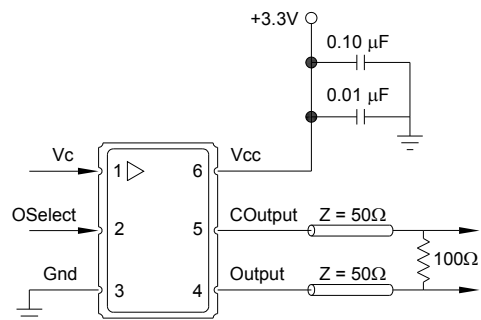 +3.3V
0.10 μF
0.01 μF
Vc
1
6
Vcc
OSelect
2
5
COutput
Z = 50Ω
100Ω
Gnd
3
4
Output
Z = 50Ω